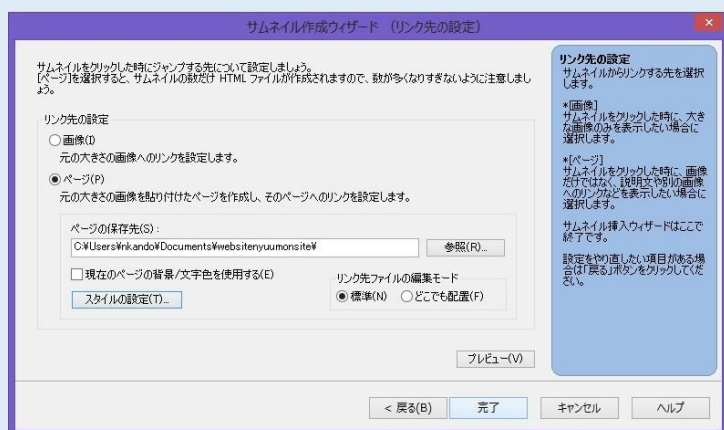 サムネイル作成ウィザード （リンク先の設定）
サムネイルをクリックした時にジャンプする先について設定しましょう。
[ページ]を選択すると、サムネイルの数だけ HTML ファイルが作成されますので、数が多くなりすぎないように注意しまし
ょう。
リンク先の設定
画像(I)
元の大きさの画像へのリンクを設定します。
ページ(P)
元の大きさの画像を貼り付けたページを作成し、そのページへのリンクを設定します。
ページの保存先(S):
C:¥Users¥nkando¥Documents¥websitenyuumonsite¥
参照(R)...
現在のページの背景/文字色を使用する(E)
スタイルの設定(T)...
リンク先ファイルの編集モード
標準(N) どこでも配置(F)
プレビュー(V)
< 戻る(B) 完了 キャンセル ヘルプ
リンク先の設定
サムネイルからリンクする先を選択
します。
*[画像]
サムネイルをクリックした時に、大き
な画像のみを表示したい場合に
選択します。
*[ページ]
サムネイルをクリックした時に、画像
だけではなく、説明文や別の画像
へのリンクなどを表示したい場合に
選択します。
サムネイル挿入ウィザードはここで
終了です。
設定をやり直したい項目がある場
合は「戻る」ボタンをクリックしてくだ
さい。